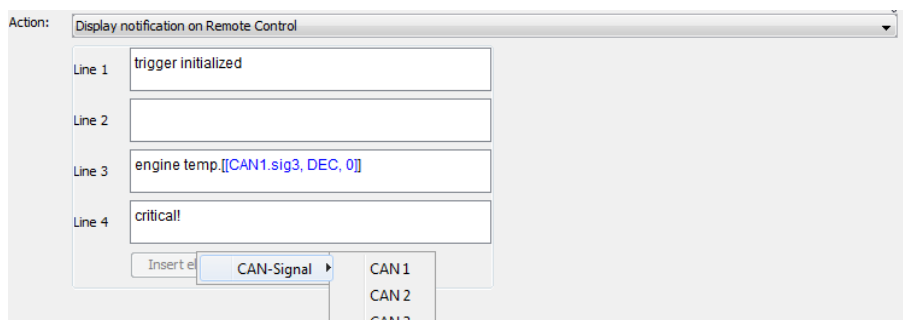 Action:
Display notification on Remote Control
Line 1
trigger initialized
Line 2
Line 3
engine temp.[[CAN1.sig3, DEC, 0]]
Line 4
critical!
Insert
CAN-Signal
CAN 1
CAN 2